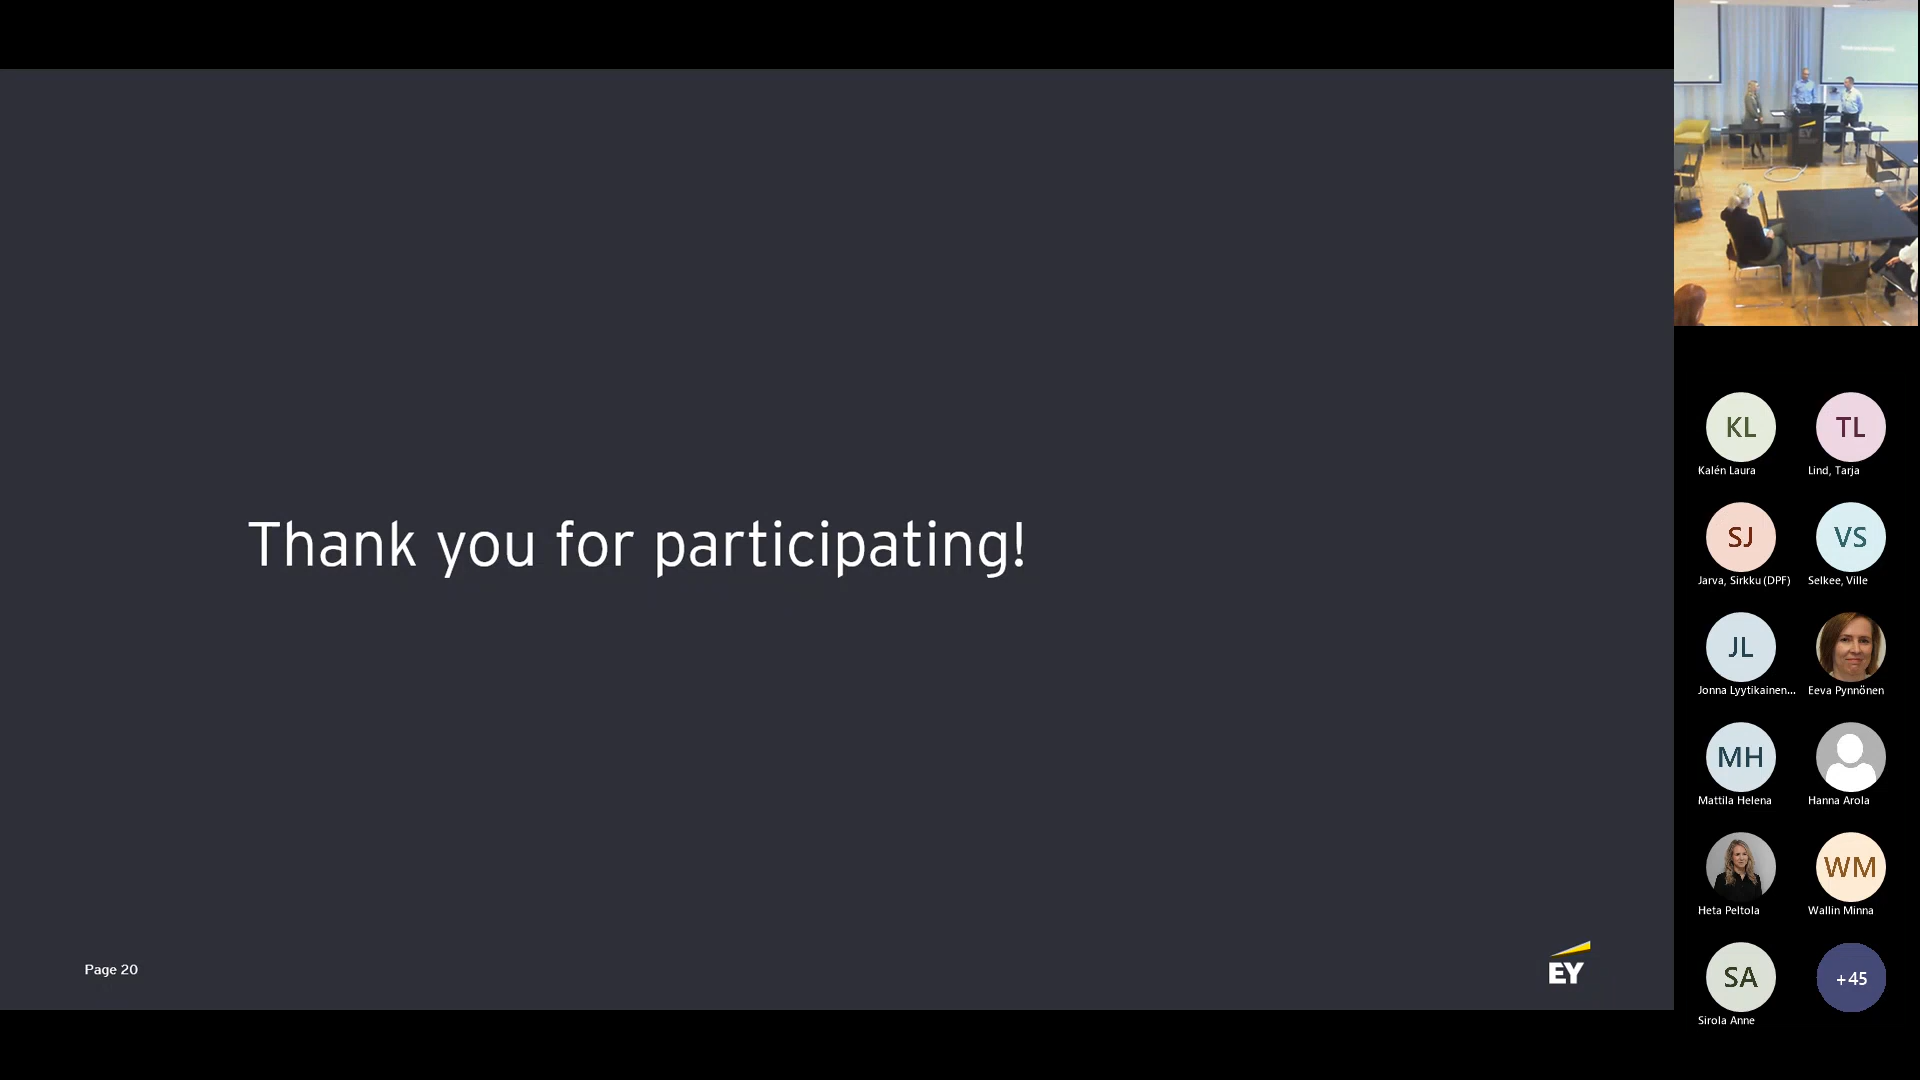 Thank you for participating!
Page 20
EY
EY
KL
Kalén Laura
TL
Lind, Tarja
SJ
Jarva, Sirkku (DPF)
VS
Selkee, Ville
JL
Jonna Lyytikainen...
Eeva Pynnönen
MH
Mattila Helena
Hanna Arola
Heta Peltola
WM
Wallin Minna
SA
Sirola Anne
+45